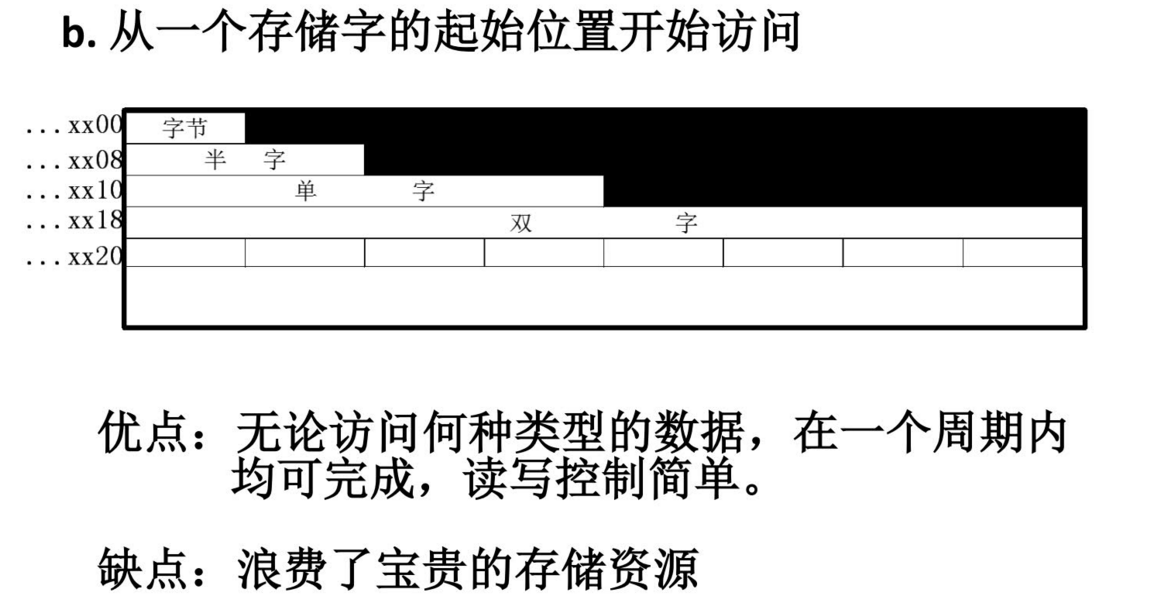 b. 从一个存储字的起始位置开始访问
...xx00 字节
...xx08 半 字
...xx10 单 字
...xx18 双 字
...xx20
优点：无论访问何种类型的数据，在一个周期内
均可完成，读写控制简单。
缺点：浪费了宝贵的存储资源